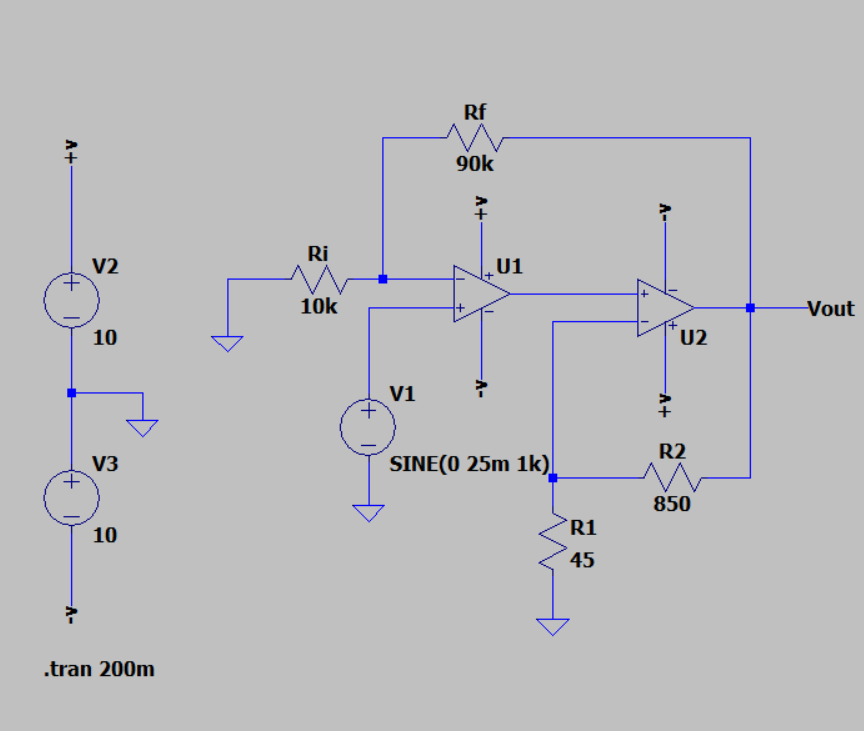 Rf
90k
+v
V2
10
Ri
10k
+v
U1
-v
-v
U2
+v
Vout
V1
SINE(0 25m 1k)
V3
10
-v
R2
850
R1
45
.tran 200m